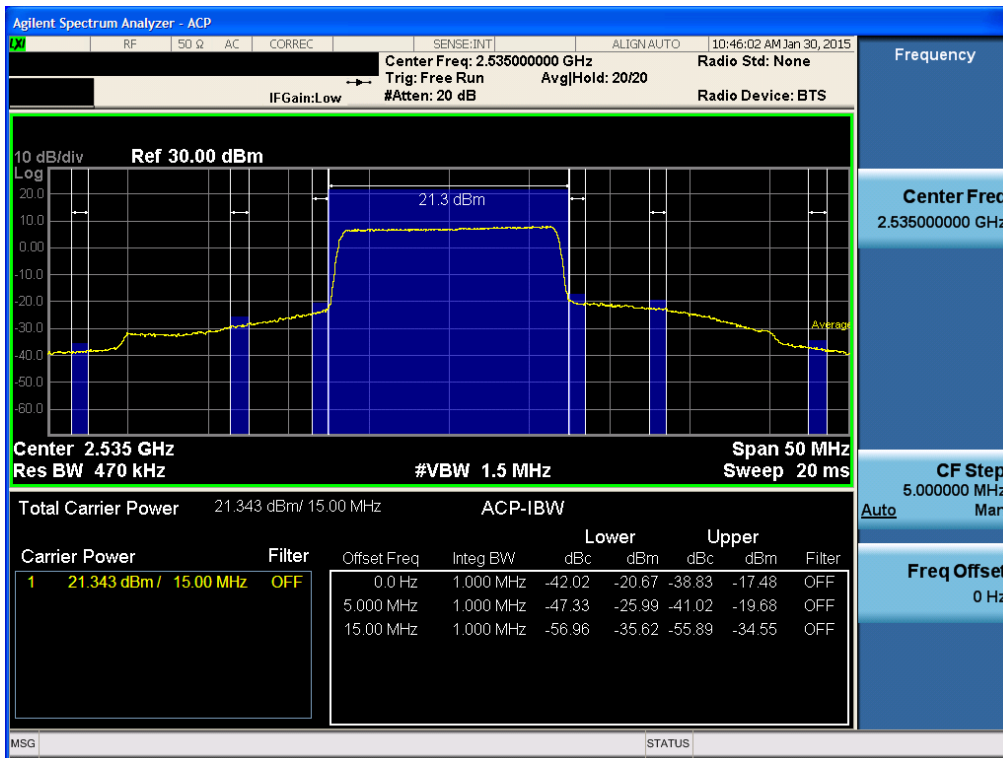 Agilent Spectrum Analyzer - ACP
LXI RF 50 Ω AC CORREC SENSE:INT ALIGN AUTO 10:46:02 AM Jan 30, 2015
Center Freq: 2.535000000 GHz Radio Std: None
Trig: Free Run Avg|Hold: 20/20
IFGain:Low #Atten: 20 dB Radio Device: BTS
10 dB/div Ref 30.00 dBm
Log
20.0
10.0
0.00
-10.0
-20.0
-30.0
-40.0
-50.0
-60.0
21.3 dBm
Average
Center 2.535 GHz Span 50 MHz
Res BW 470 kHz #VBW 1.5 MHz Sweep 20 ms
Total Carrier Power 21.343 dBm/ 15.00 MHz ACP-IBW
Lower Upper
Carrier Power Filter Offset Freq Integ BW dBc dBm dBc dBm Filter
1 21.343 dBm / 15.00 MHz OFF 0.0 Hz 1.000 MHz -42.02 -20.67 -38.83 -17.48 OFF
5.000 MHz 1.000 MHz -47.33 -25.99 -41.02 -19.68 OFF
15.00 MHz 1.000 MHz -56.96 -35.62 -55.89 -34.55 OFF
MSG STATUS
Frequency
Center Freq
2.535000000 GHz
CF Step
5.000000 MHz
Auto Man
Freq Offset
0 Hz